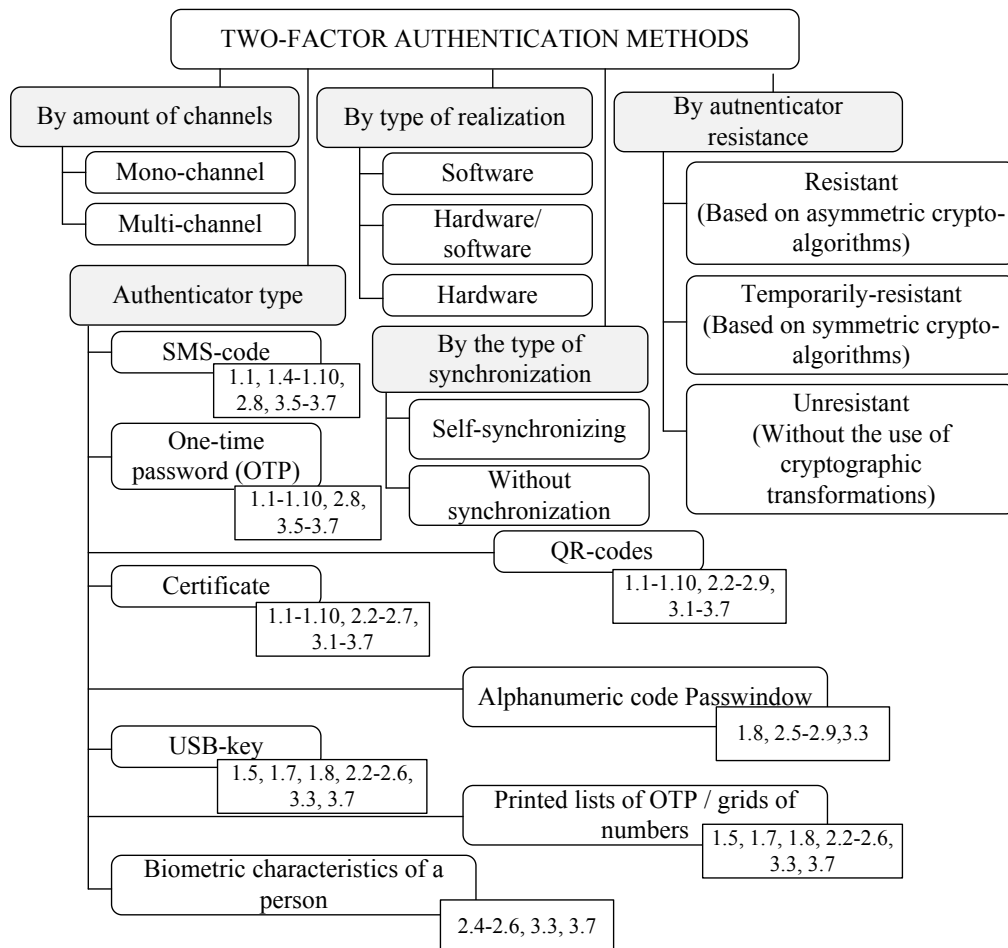 TWO-FACTOR AUTHENTICATION METHODS
By amount of channels
Mono-channel
Multi-channel
By type of realization
Software
Hardware/
software
Hardware
By autnenticator
resistance
Resistant
(Based on asymmetric crypto-
algorithms)
Temporarily-resistant
(Based on symmetric crypto-
algorithms)
Unresistant
(Without the use of
cryptographic
transformations)
By the type of
synchronization
Self-synchronizing
Without
synchronization
Authenticator type
SMS-code
1.1, 1.4-1.10,
2.8, 3.5-3.7
One-time
password (OTP)
1.1-1.10, 2.8,
3.5-3.7
QR-codes
1.1-1.10, 2.2-2.9,
3.1-3.7
Certificate
1.1-1.10, 2.2-2.7,
3.1-3.7
Alphanumeric code Passwindow
1.8, 2.5-2.9,3.3
USB-key
1.5, 1.7, 1.8, 2.2-2.6,
3.3, 3.7
Printed lists of OTP / grids of
numbers
1.5, 1.7, 1.8, 2.2-2.6,
3.3, 3.7
Biometric characteristics of a
person
2.4-2.6, 3.3, 3.7